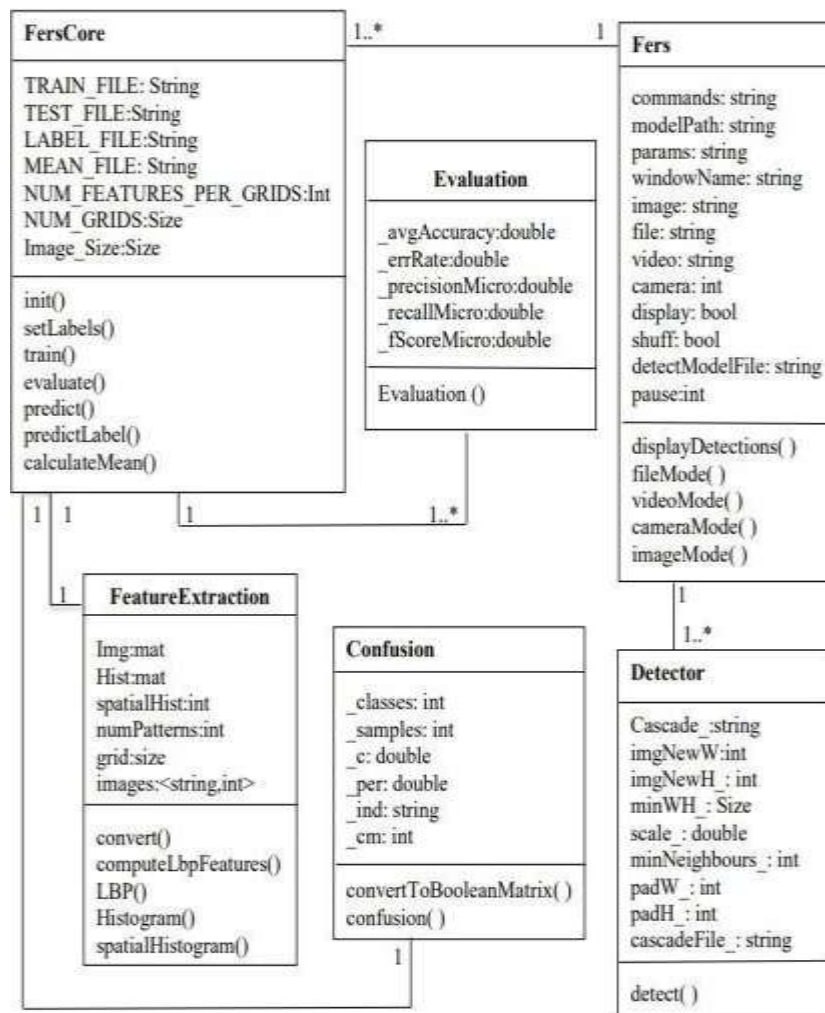 FersCore
TRAIN_FILE: String
TEST_FILE:String
LABEL_FILE:String
MEAN_FILE: String
NUM_FEATURES_PER_GRIDS:Int
NUM_GRIDS:Size
Image_Size:Size
init()
setLabels()
train()
evaluate()
predict()
predictLabel()
calculateMean()
1..*
1
Fers
commands: string
modelPath: string
params: string
windowName: string
image: string
file: string
video: string
camera: int
display: bool
shuff: bool
detectModelFile: string
pause:int
displayDetections( )
fileMode( )
videoMode( )
cameraMode( )
imageMode( )
Evaluation
_avgAccuracy:double
_errRate:double
_precisionMicro:double
_recallMicro:double
_fScoreMicro:double
Evaluation ()
1
1
1
1..*
1
FeatureExtraction
Img:mat
Hist:mat
spatialHist:int
numPatterns:int
grid:size
images:<string,int>
convert()
computeLbpFeatures()
LBP()
Histogram()
spatialHistogram()
Confusion
_classes: int
_samples: int
_c: double
_per: double
_ind: string
_cm: int
convertToBooleanMatrix( )
confusion( )
1
1
1..*
Detector
Cascade_:string
imgNewW:int
imgNewH_: int
minWH_: Size
scale_: double
minNeighbours_: int
padW_: int
padH_: int
cascadeFile_: string
detect( )